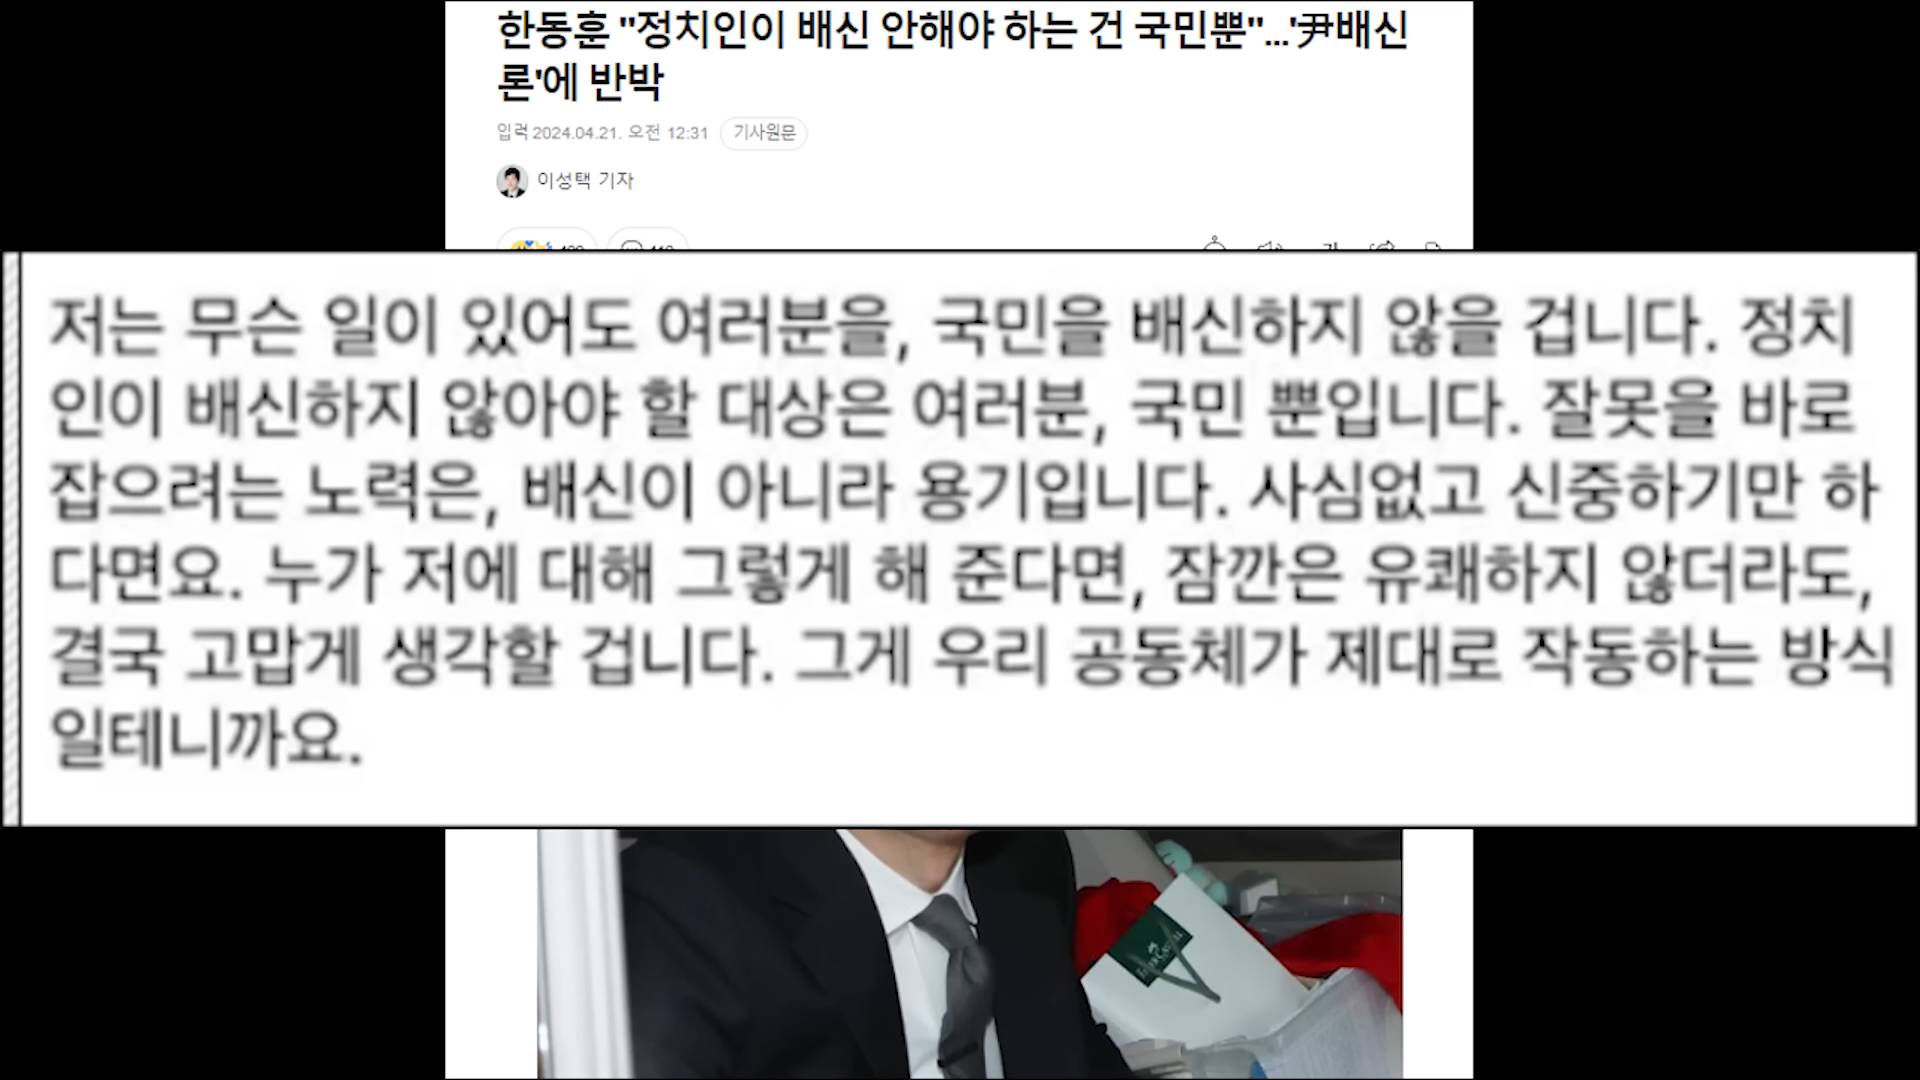 한동훈 "정치인이 배신 안해야 하는 건 국민뿐"...'尹배신
론'에 반박
입력 2024.04.21. 오전 12:31 기사원문
이성택 기자
저는 무슨 일이 있어도 여러분을, 국민을 배신하지 않을 겁니다. 정치
인이 배신하지 않아야 할 대상은 여러분, 국민 뿐입니다. 잘못을 바로
잡으려는 노력은, 배신이 아니라 용기입니다. 사심없고 신중하기만 하
다면요. 누가 저에 대해 그렇게 해 준다면, 잠깐은 유쾌하지 않더라도,
결국 고맙게 생각할 겁니다. 그게 우리 공동체가 제대로 작동하는 방식
일테니까요.